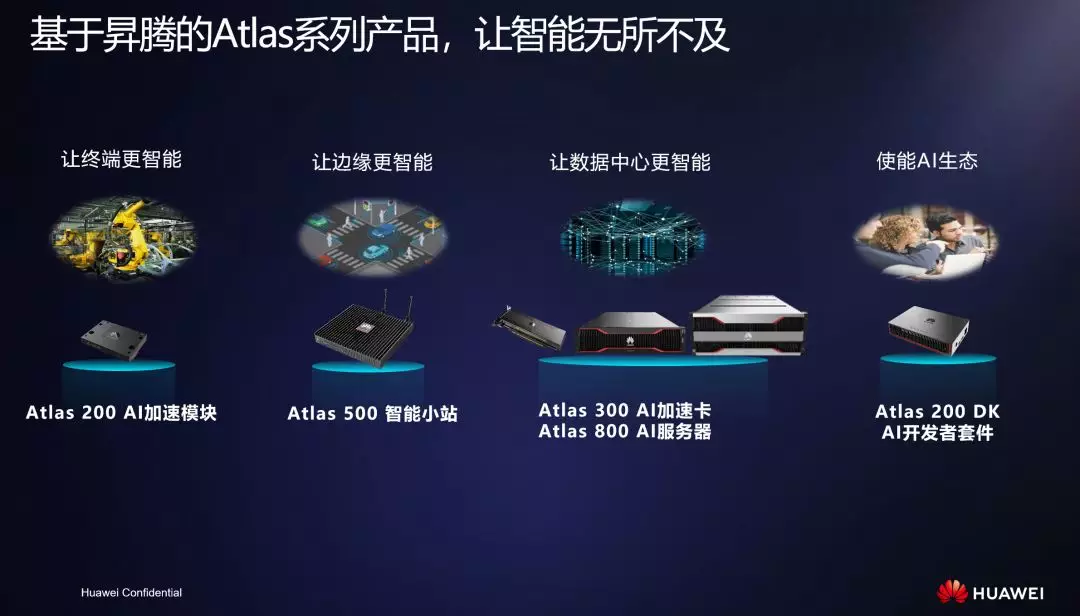 基于昇腾的Atlas系列产品，让智能无所不及
让终端更智能
让边缘更智能
让数据中心更智能
使能AI生态
Atlas 200 AI加速模块
Atlas 500 智能小站
Atlas 300 AI加速卡
Atlas 800 AI服务器
Atlas 200 DK
AI开发者套件
Huawei Confidential
HUAWEI